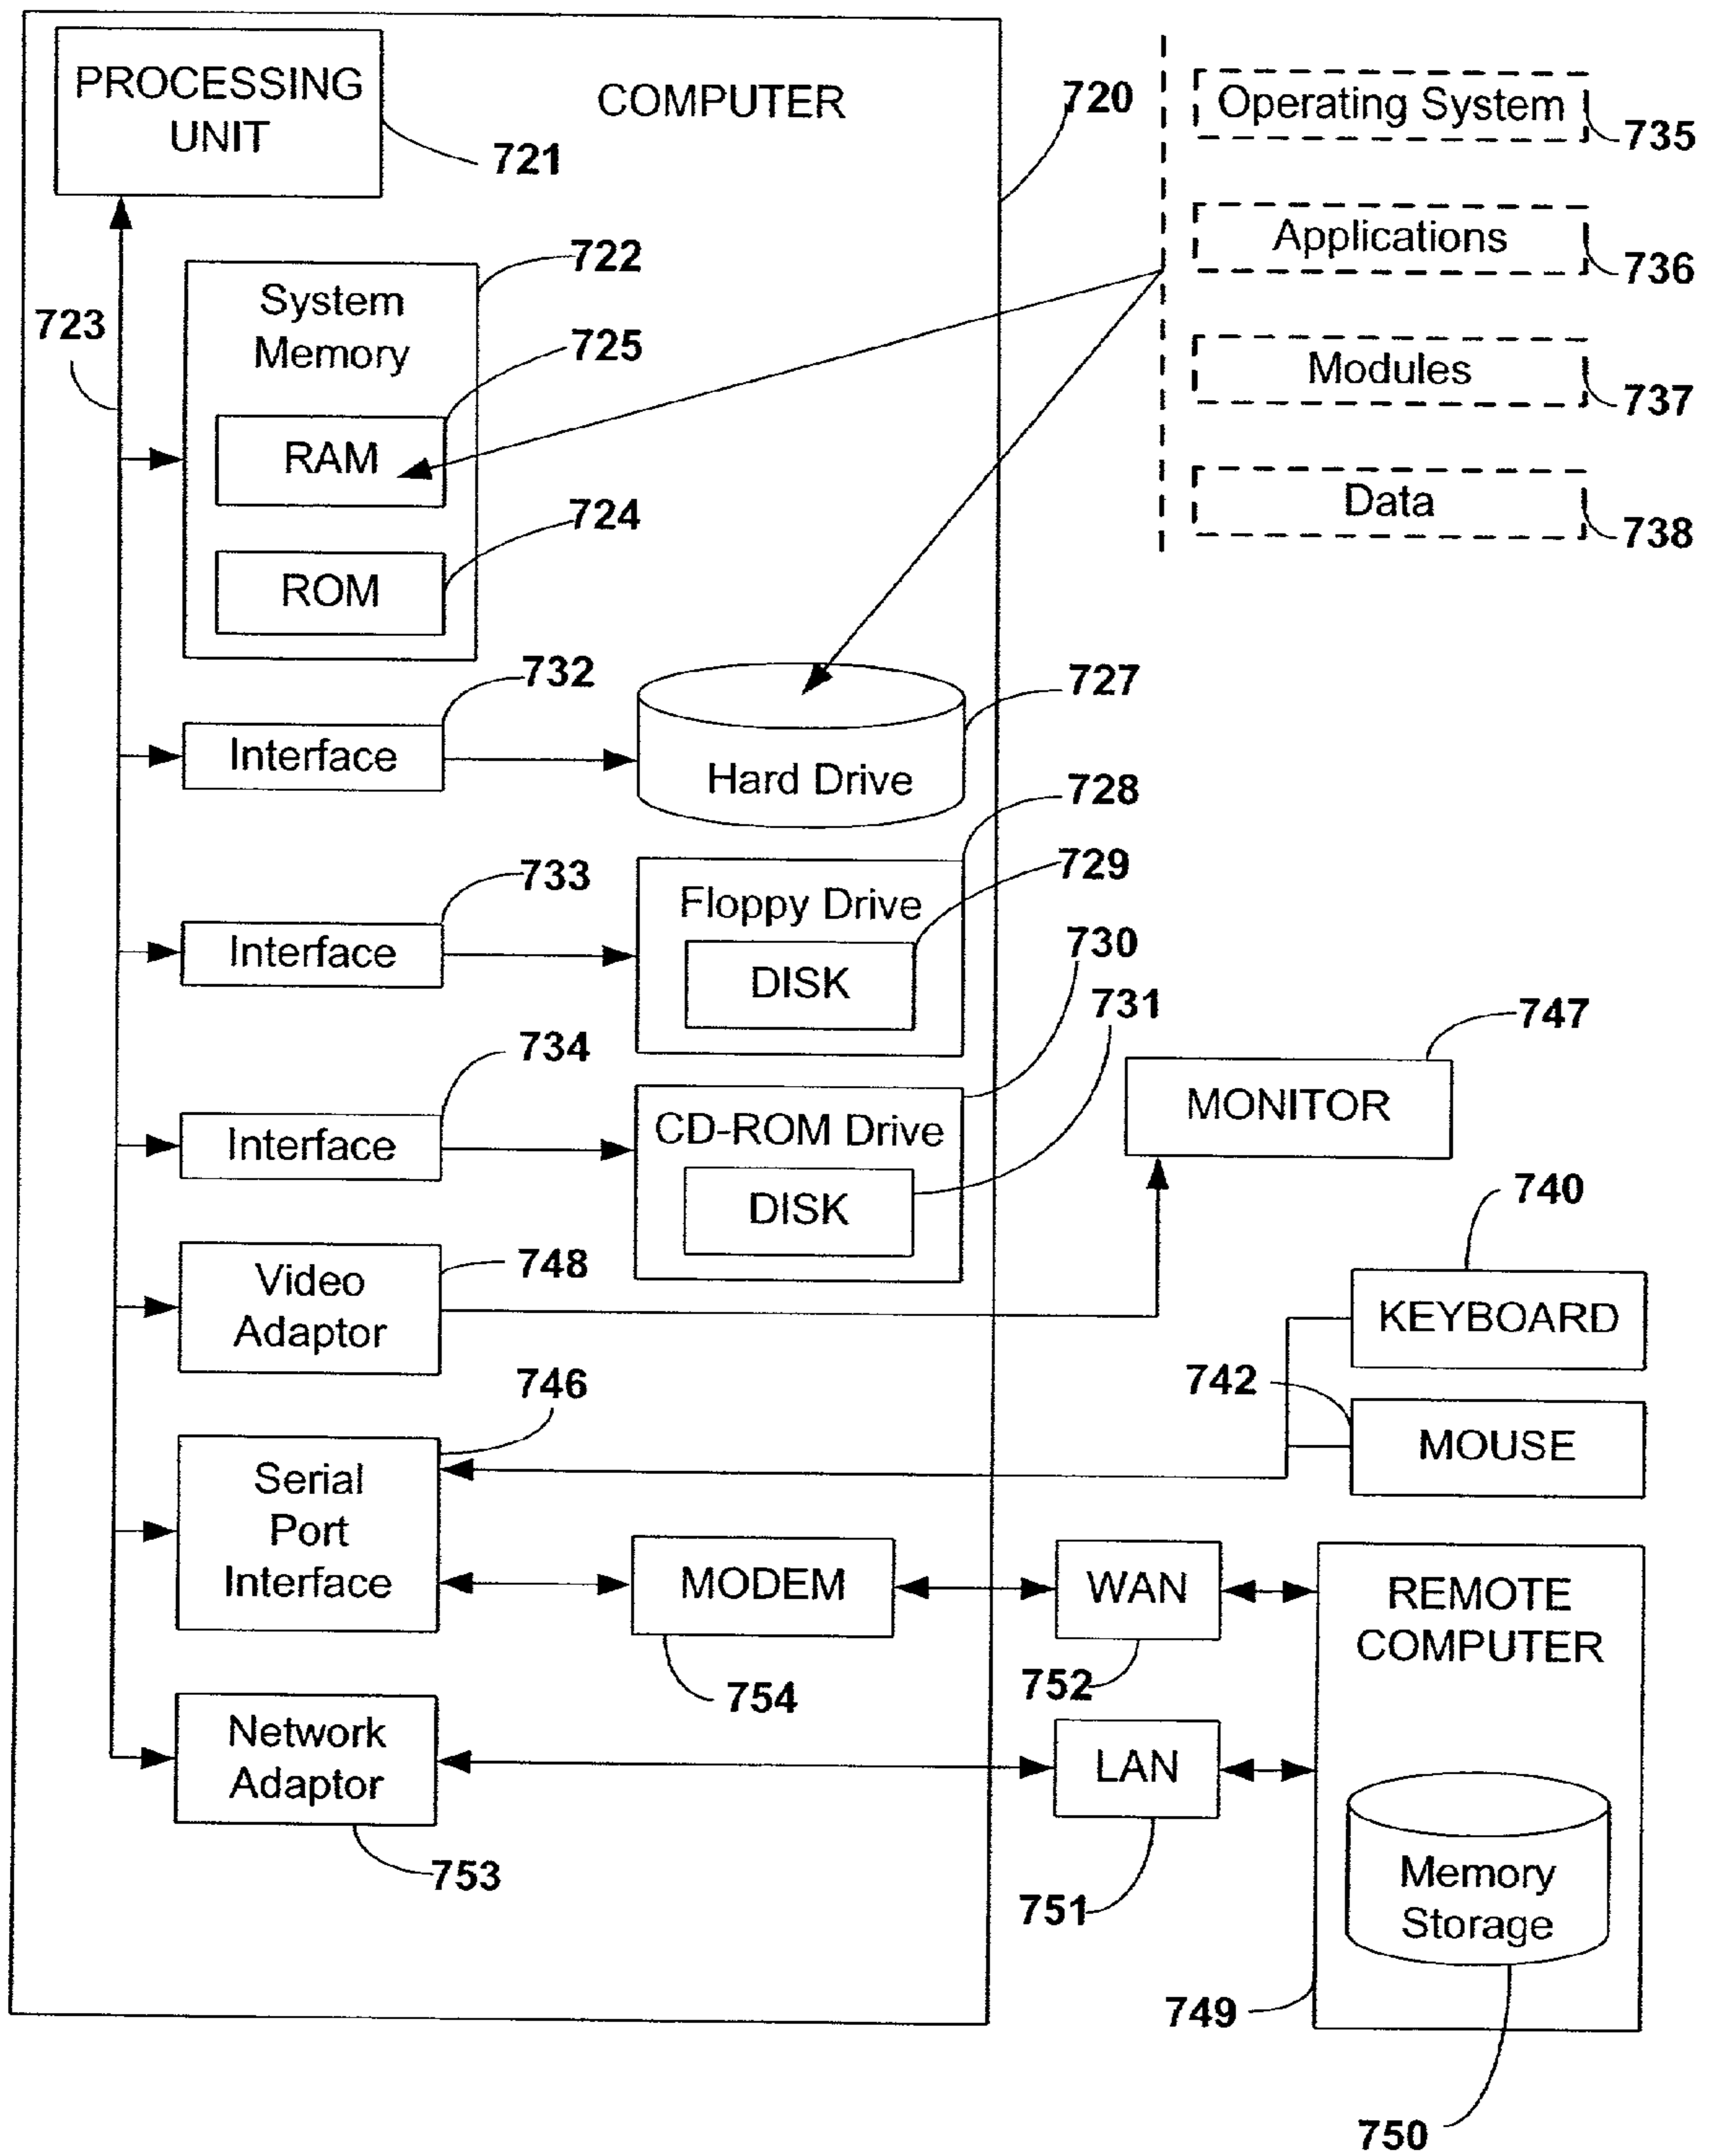 PROCESSING
UNIT
COMPUTER
720
721
Operating System
735
Applications
736
Modules
737
Data
738
722
System
Memory
723
725
RAM
724
ROM
732
Interface
727
Hard Drive
728
733
Interface
729
Floppy Drive
DISK
730
731
734
Interface
CD-ROM Drive
DISK
747
MONITOR
748
Video
Adaptor
740
KEYBOARD
742
MOUSE
746
Serial
Port
Interface
MODEM
754
WAN
752
REMOTE
COMPUTER
Network
Adaptor
753
LAN
751
Memory
Storage
749
750